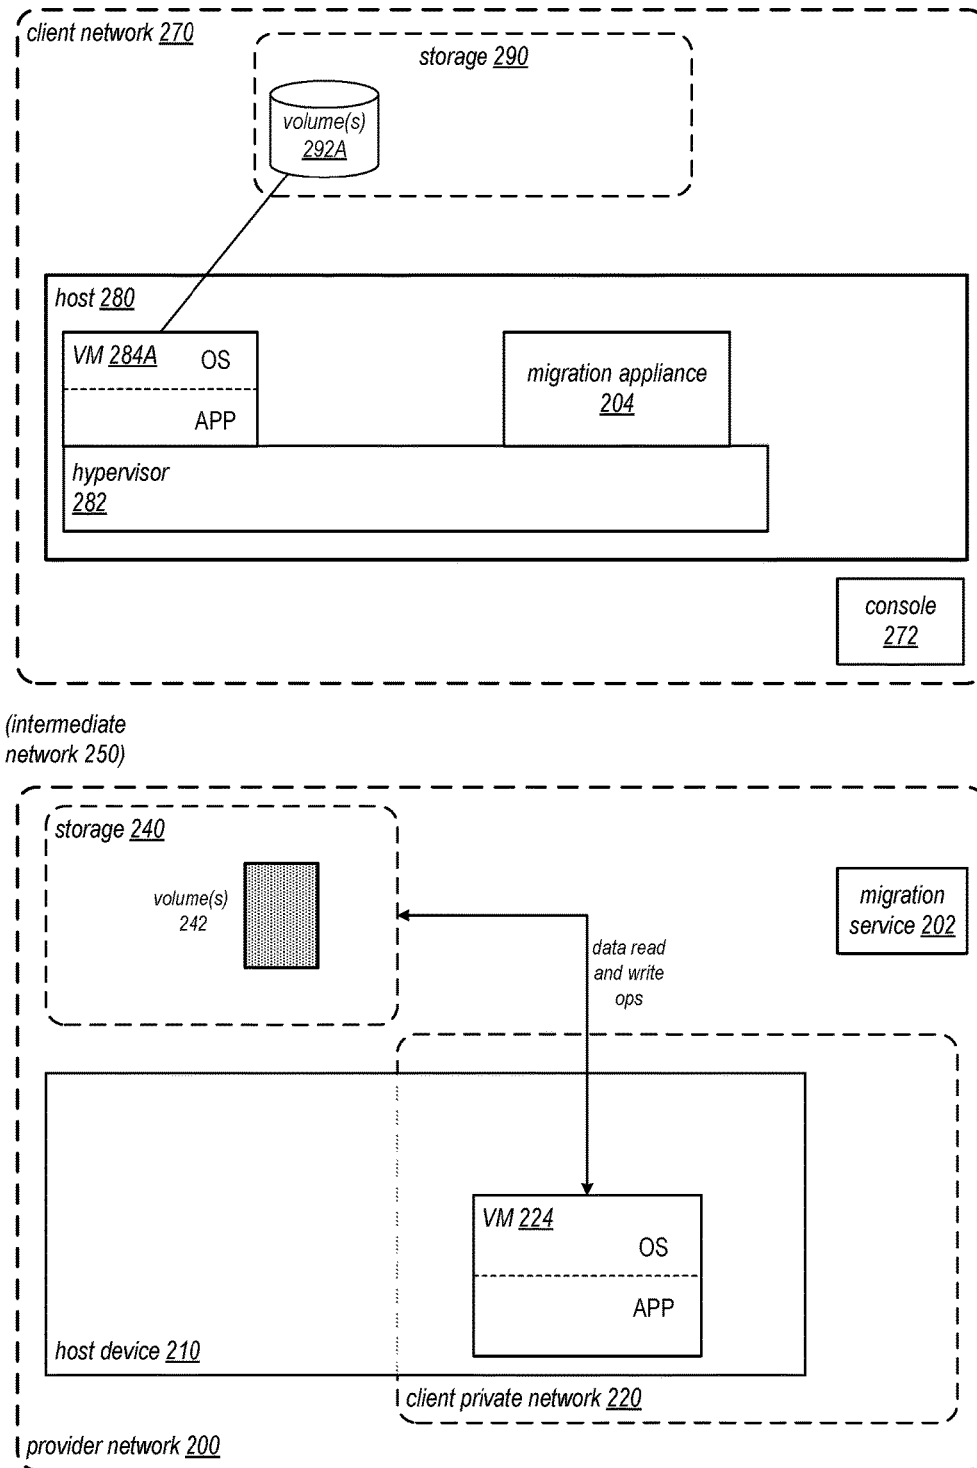 client network 270
storage 290
volume(s)
292A
host 280
VM 284A OS
APP
migration appliance
204
hypervisor
282
console
272
(intermediate
network 250)
storage 240
volume(s)
242
migration
service 202
data read
and write
ops
VM 224
OS
APP
host device 210
client private network 220
provider network 200